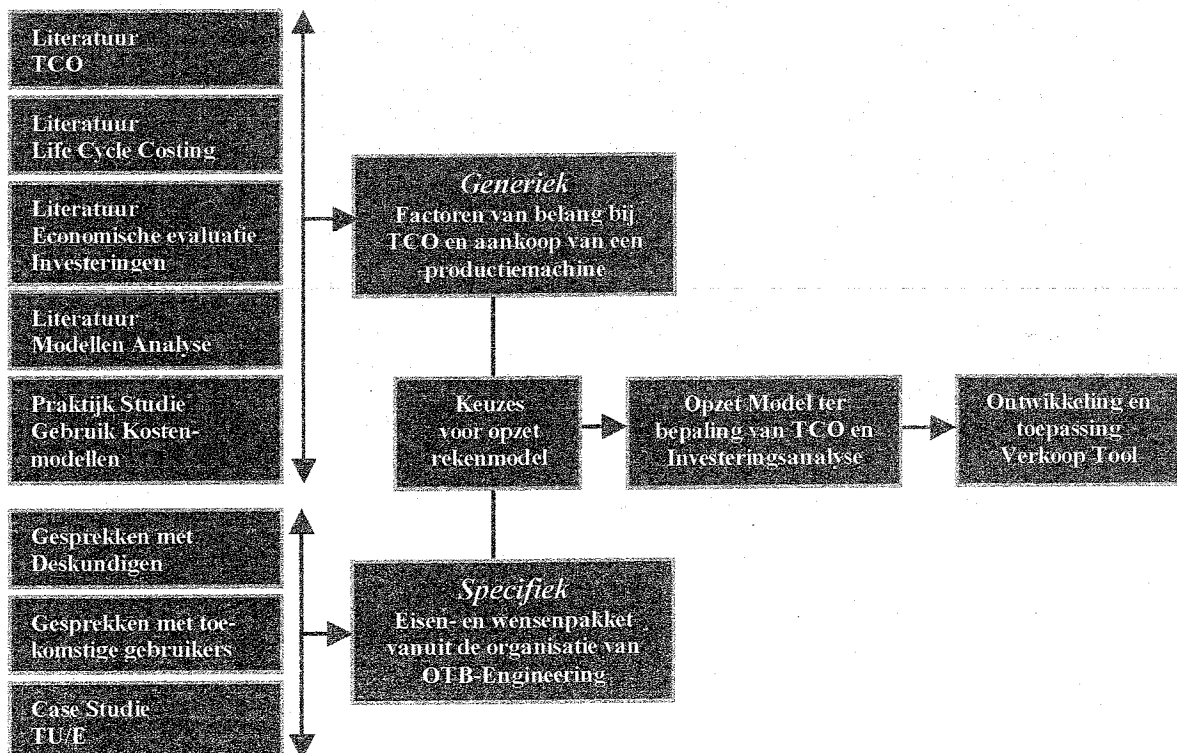 Literatuur
TCO
Literatuur
Life Cycle Costing
Literatuur
Economische evaluatie
Investeringen
Literatuur
Modellen Analyse
Praktijk Studie
Gebruik Kosten-
modellen
Gesprekken met
Deskundigen
Gesprekken met toe-
komstige gebruikers
Case Studie
TU/E
Generiek
Factoren van belang bij
TCO en aankoop van een
productiemachine
Keuzes
voor opzet
rekenmodel
Specifiek
Eisen- en wensenpakket
vanuit de organisatie van
OTB-Engineering
Opzet Model ter
bepaling van TCO en
Investeringsanalyse
Ontwikkeling en
toepassing
Verkoop Tool